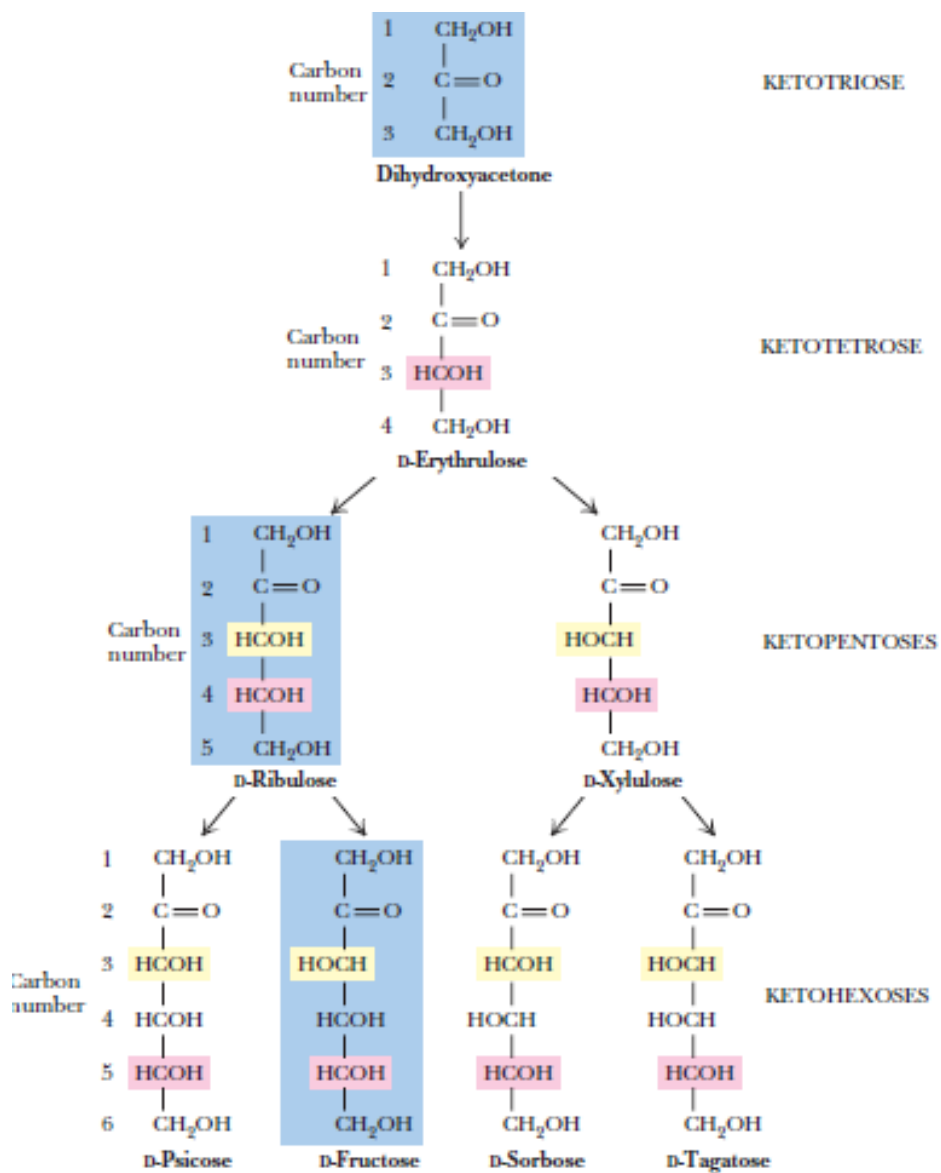 1 CH₂OH
Carbon number 2 C=O KETOTRIOSE
3 CH₂OH
Dihydroxyacetone
1 CH₂OH
2 C=O
Carbon number KETOTETROSE
3 HCOH
4 CH₂OH
D-Erythrulose
1 CH₂OH CH₂OH
2 C=O C=O
Carbon number 3 HCOH HOCH KETOPENTOSES
4 HCOH HCOH
5 CH₂OH CH₂OH
D-Ribulose D-Xylulose
1 CH₂OH CH₂OH CH₂OH CH₂OH
2 C=O C=O C=O C=O
3 HCOH HOCH HCOH HOCH
Carbon number KETOHEXOSES
4 HCOH HCOH HOCH HOCH
5 HCOH HCOH HCOH HCOH
6 CH₂OH CH₂OH CH₂OH CH₂OH
D-Psicose D-Fructose D-Sorbose D-Tagatose